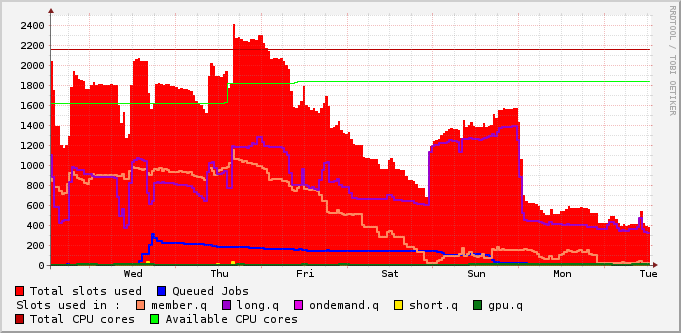 RRDTOOL / TOBI OETIKER
2400
2200
2000
1800
1600
1400
1200
1000
800
600
400
200
0
Wed Thu Fri Sat Sun Mon Tue
Total slots used Queued Jobs
Slots used in : member.q long.q ondemand.q short.q gpu.q
Total CPU cores Available CPU cores